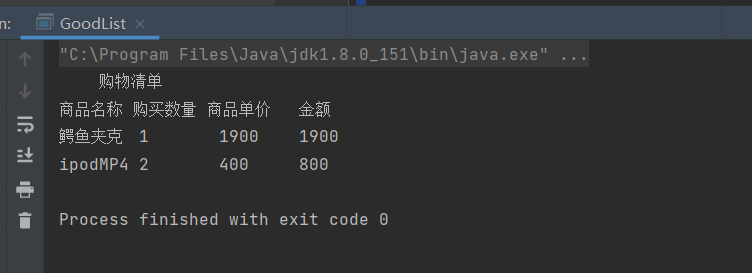 n: GoodList
"C:\Program Files\Java\jdk1.8.0_151\bin\java.exe" ...
购物清单
商品名称 购买数量 商品单价 金额
鳄鱼夹克 1 1900 1900
ipodMP4 2 400 800
Process finished with exit code 0